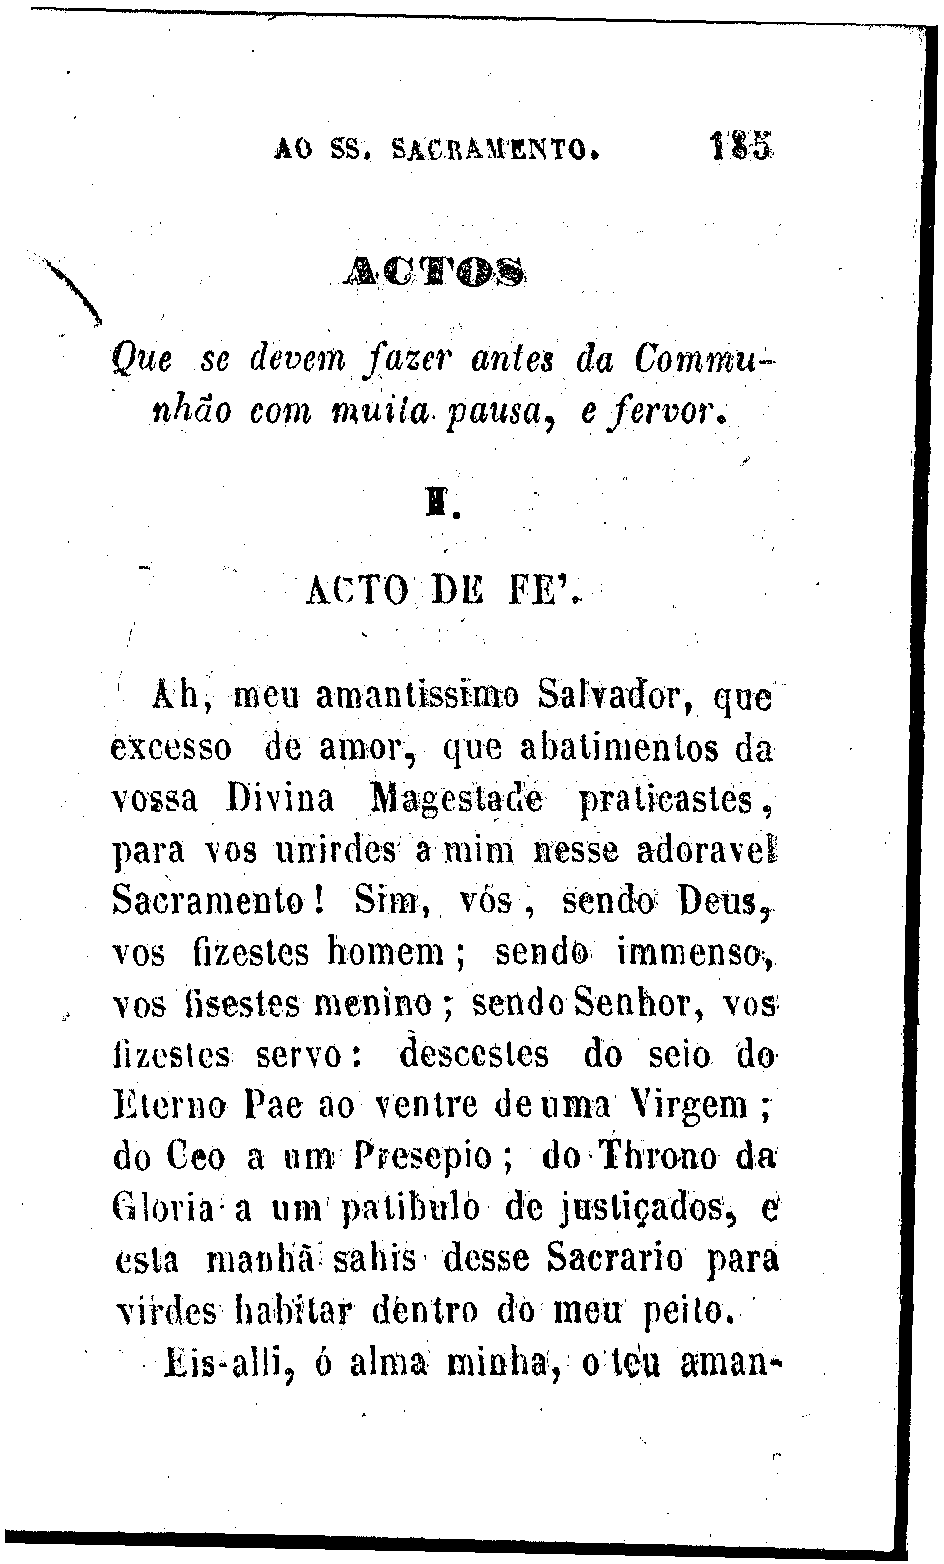 AO SS. SACRAMENTO. 185
ACTOS
Que se devem fazer antes da Commu-
nhão com muita pausa, e fervor.
I.
ACTO DE FE'.
Ah, meu amantissimo Salvador, que
excesso de amor, que abatimentos da
vossa Divina Magestade praticastes,
para vos unirdes a mim nesse adoravel
Sacramento! Sim, vós, sendo Deus,
vos fizestes homem; sendo immenso,
vos fisestes menino; sendo Senhor, vos
fizestes servo: descestes do seio do
Eterno Pae ao ventre de uma Virgem;
do Ceo a um Presepio; do Throno da
Gloria a um patibulo de justiçados, e
esta manhã sahis desse Sacrario para
virdes habitar dentro do meu peito.
Eis-alli, ó alma minha, o teu aman-